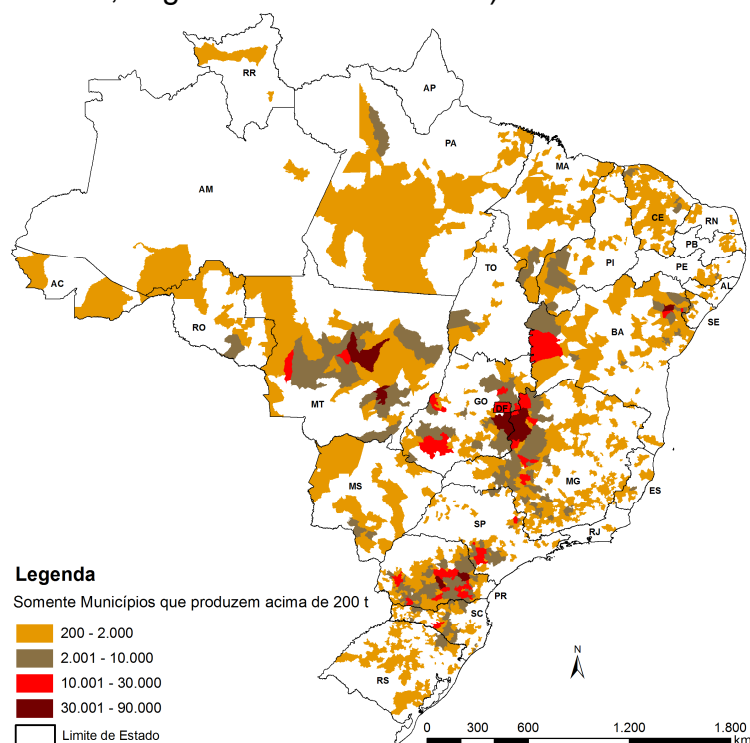 RR
AP
PA
AM
MA
CE
RN
PB
PI
PE
AL
SE
TO
AC
RO
BA
MT
GO
DF
MG
ES
MS
SP
RJ
PR
SC
RS
Legenda
Somente Municípios que produzem acima de 200 t
200 - 2.000
2.001 - 10.000
10.001 - 30.000
30.001 - 90.000
Limite de Estado
N
0 300 600 1.200 1.800
km